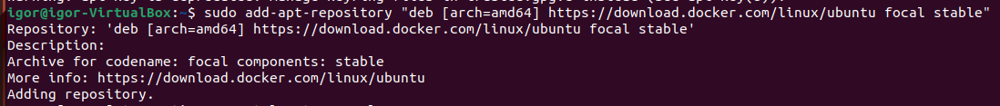 igor@igor-VirtualBox:~$ sudo add-apt-repository "deb [arch=amd64] https://download.docker.com/linux/ubuntu focal stable"
Repository: 'deb [arch=amd64] https://download.docker.com/linux/ubuntu focal stable'
Description:
Archive for codename: focal components: stable
More info: https://download.docker.com/linux/ubuntu
Adding repository.